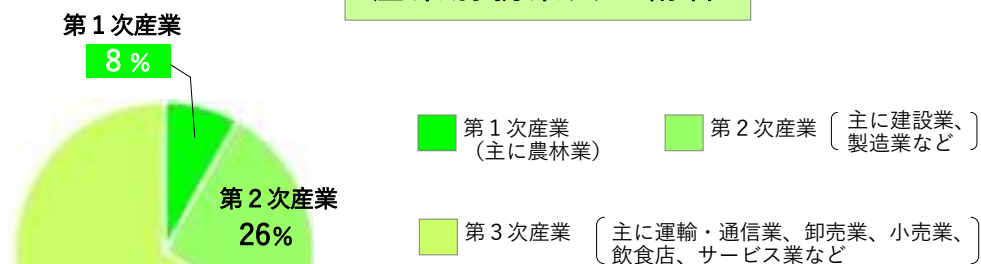 第1次産業
8%
第2次産業
26%
第1次産業
(主に農林業)
第2次産業 主に建設業、
製造業など
第3次産業 主に運輸・通信業、卸売業、小売業、
飲食店、サービス業など